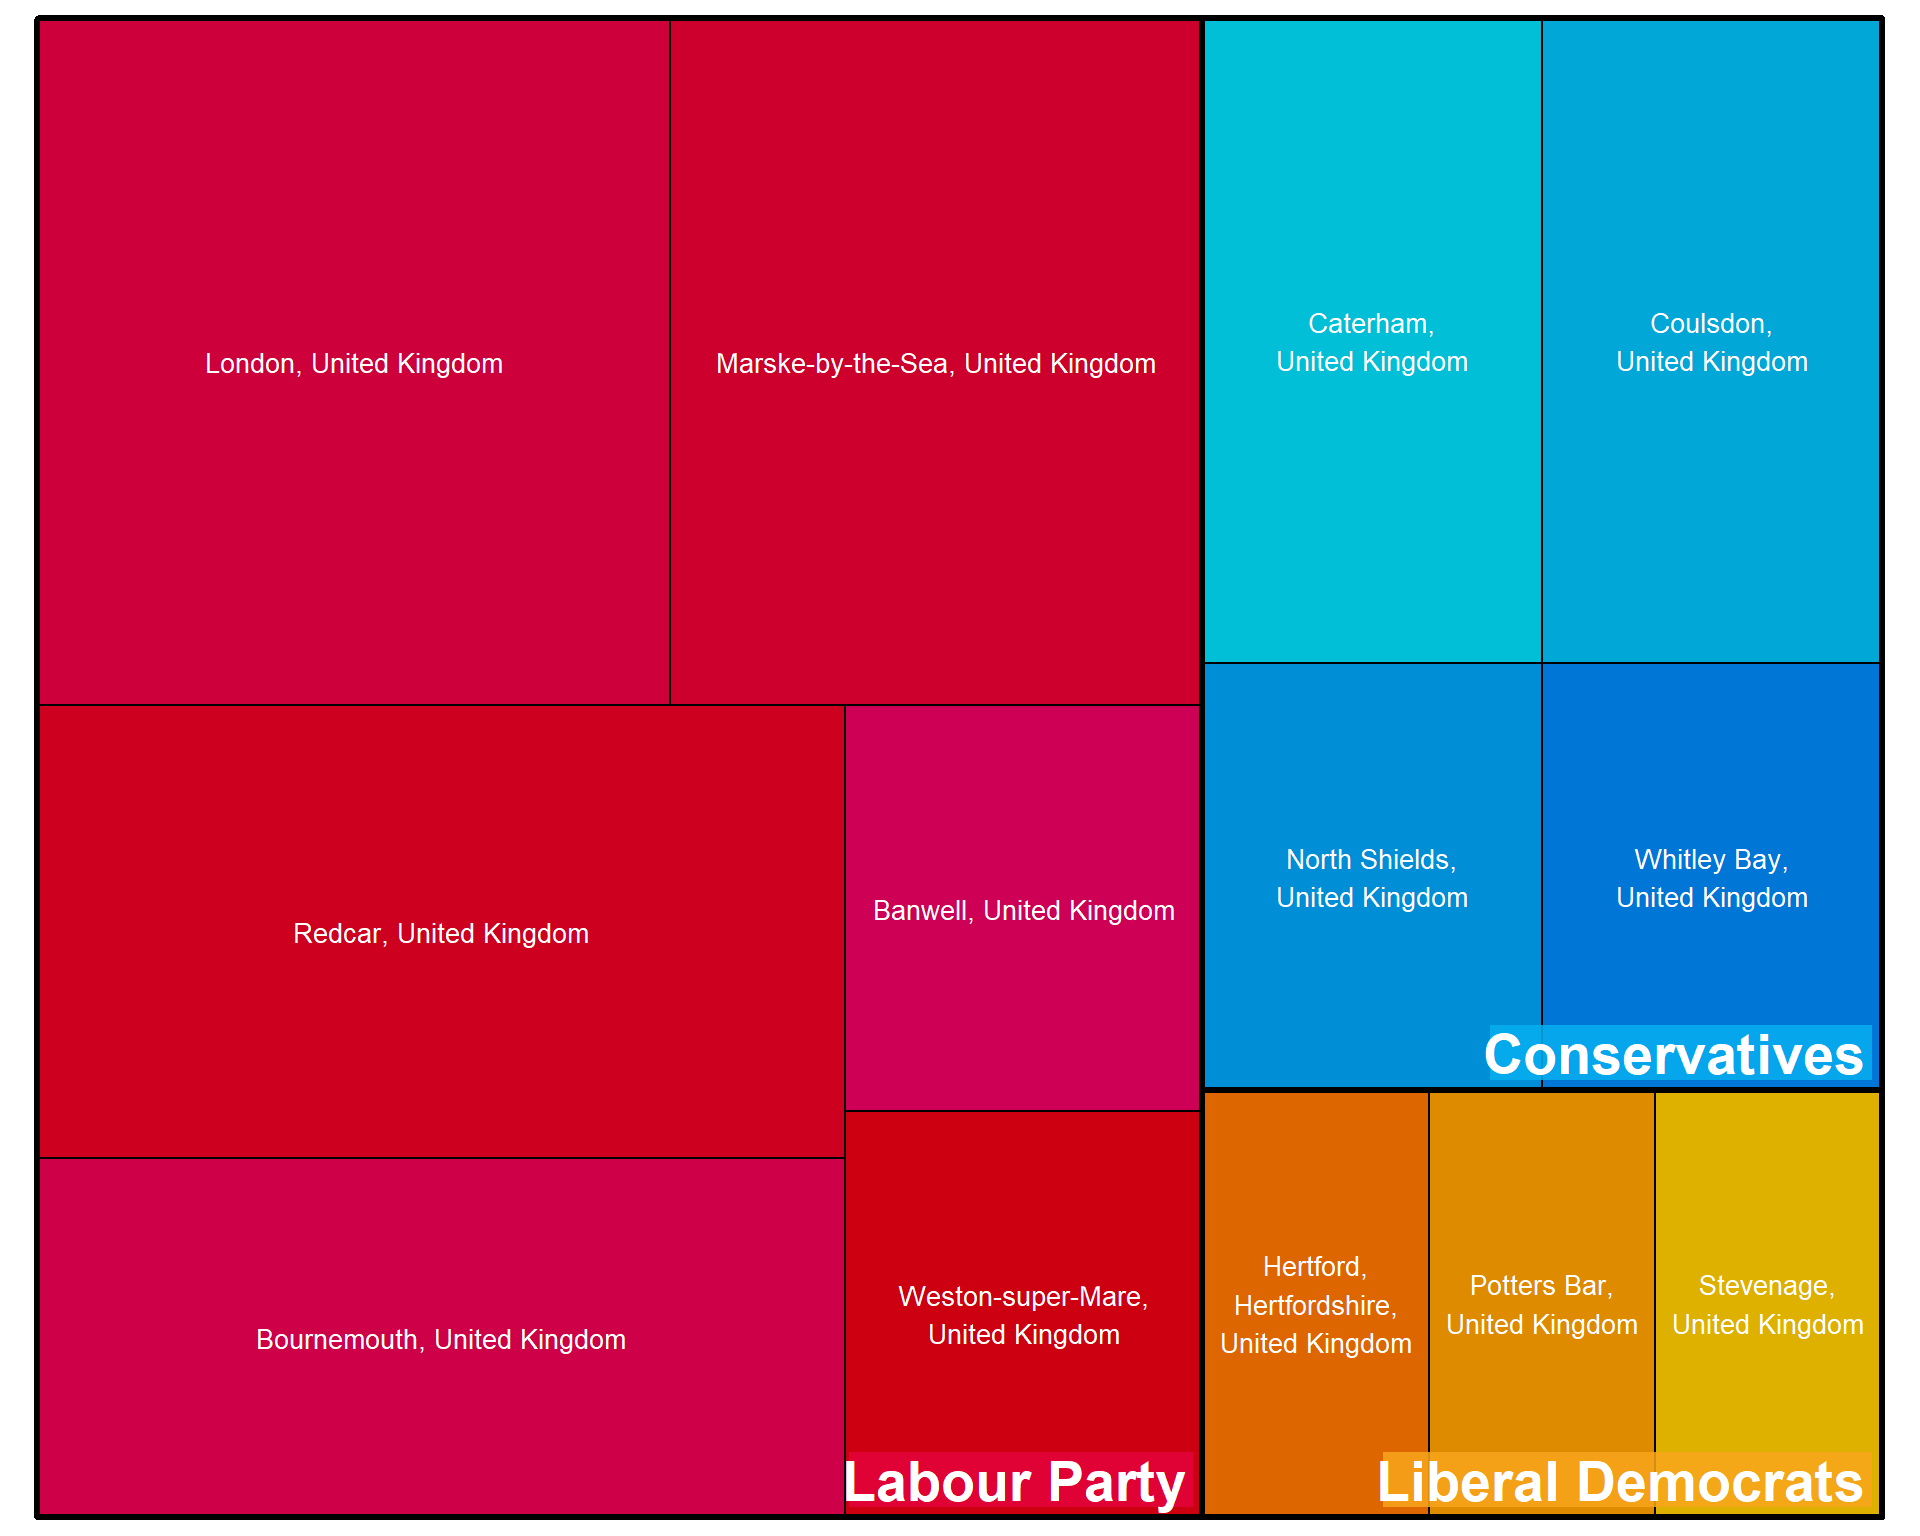 London, United Kingdom
Marske-by-the-Sea, United Kingdom
Caterham,
United Kingdom
Coulsdon,
United Kingdom
Redcar, United Kingdom
Banwell, United Kingdom
North Shields,
United Kingdom
Whitley Bay,
United Kingdom
Conservatives
Bournemouth, United Kingdom
Weston-super-Mare,
United Kingdom
Labour Party
Hertford,
Hertfordshire,
United Kingdom
Potters Bar,
United Kingdom
Stevenage,
United Kingdom
Liberal Democrats